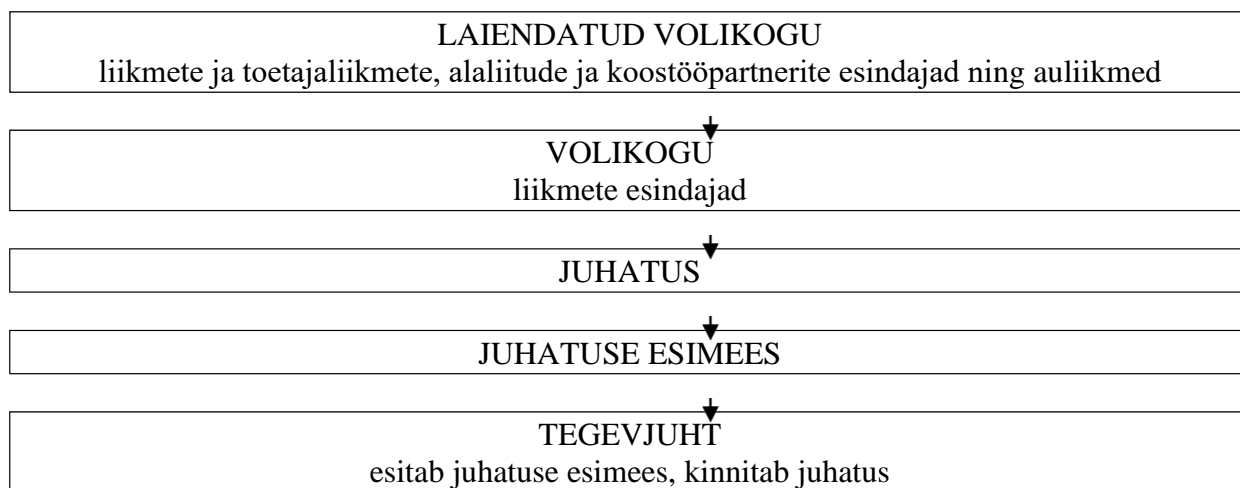 LAIENDATUD VOLIKOGU
liikmete ja toetajaliikmete, alaliitude ja koostööpartnerite esindajad ning auliikmed
VOLIKOGU
liikmete esindajad
JUHATUS
JUHATUSE ESIMEES
TEGEVJUHT
esitab juhatuse esimees, kinnitab juhatus